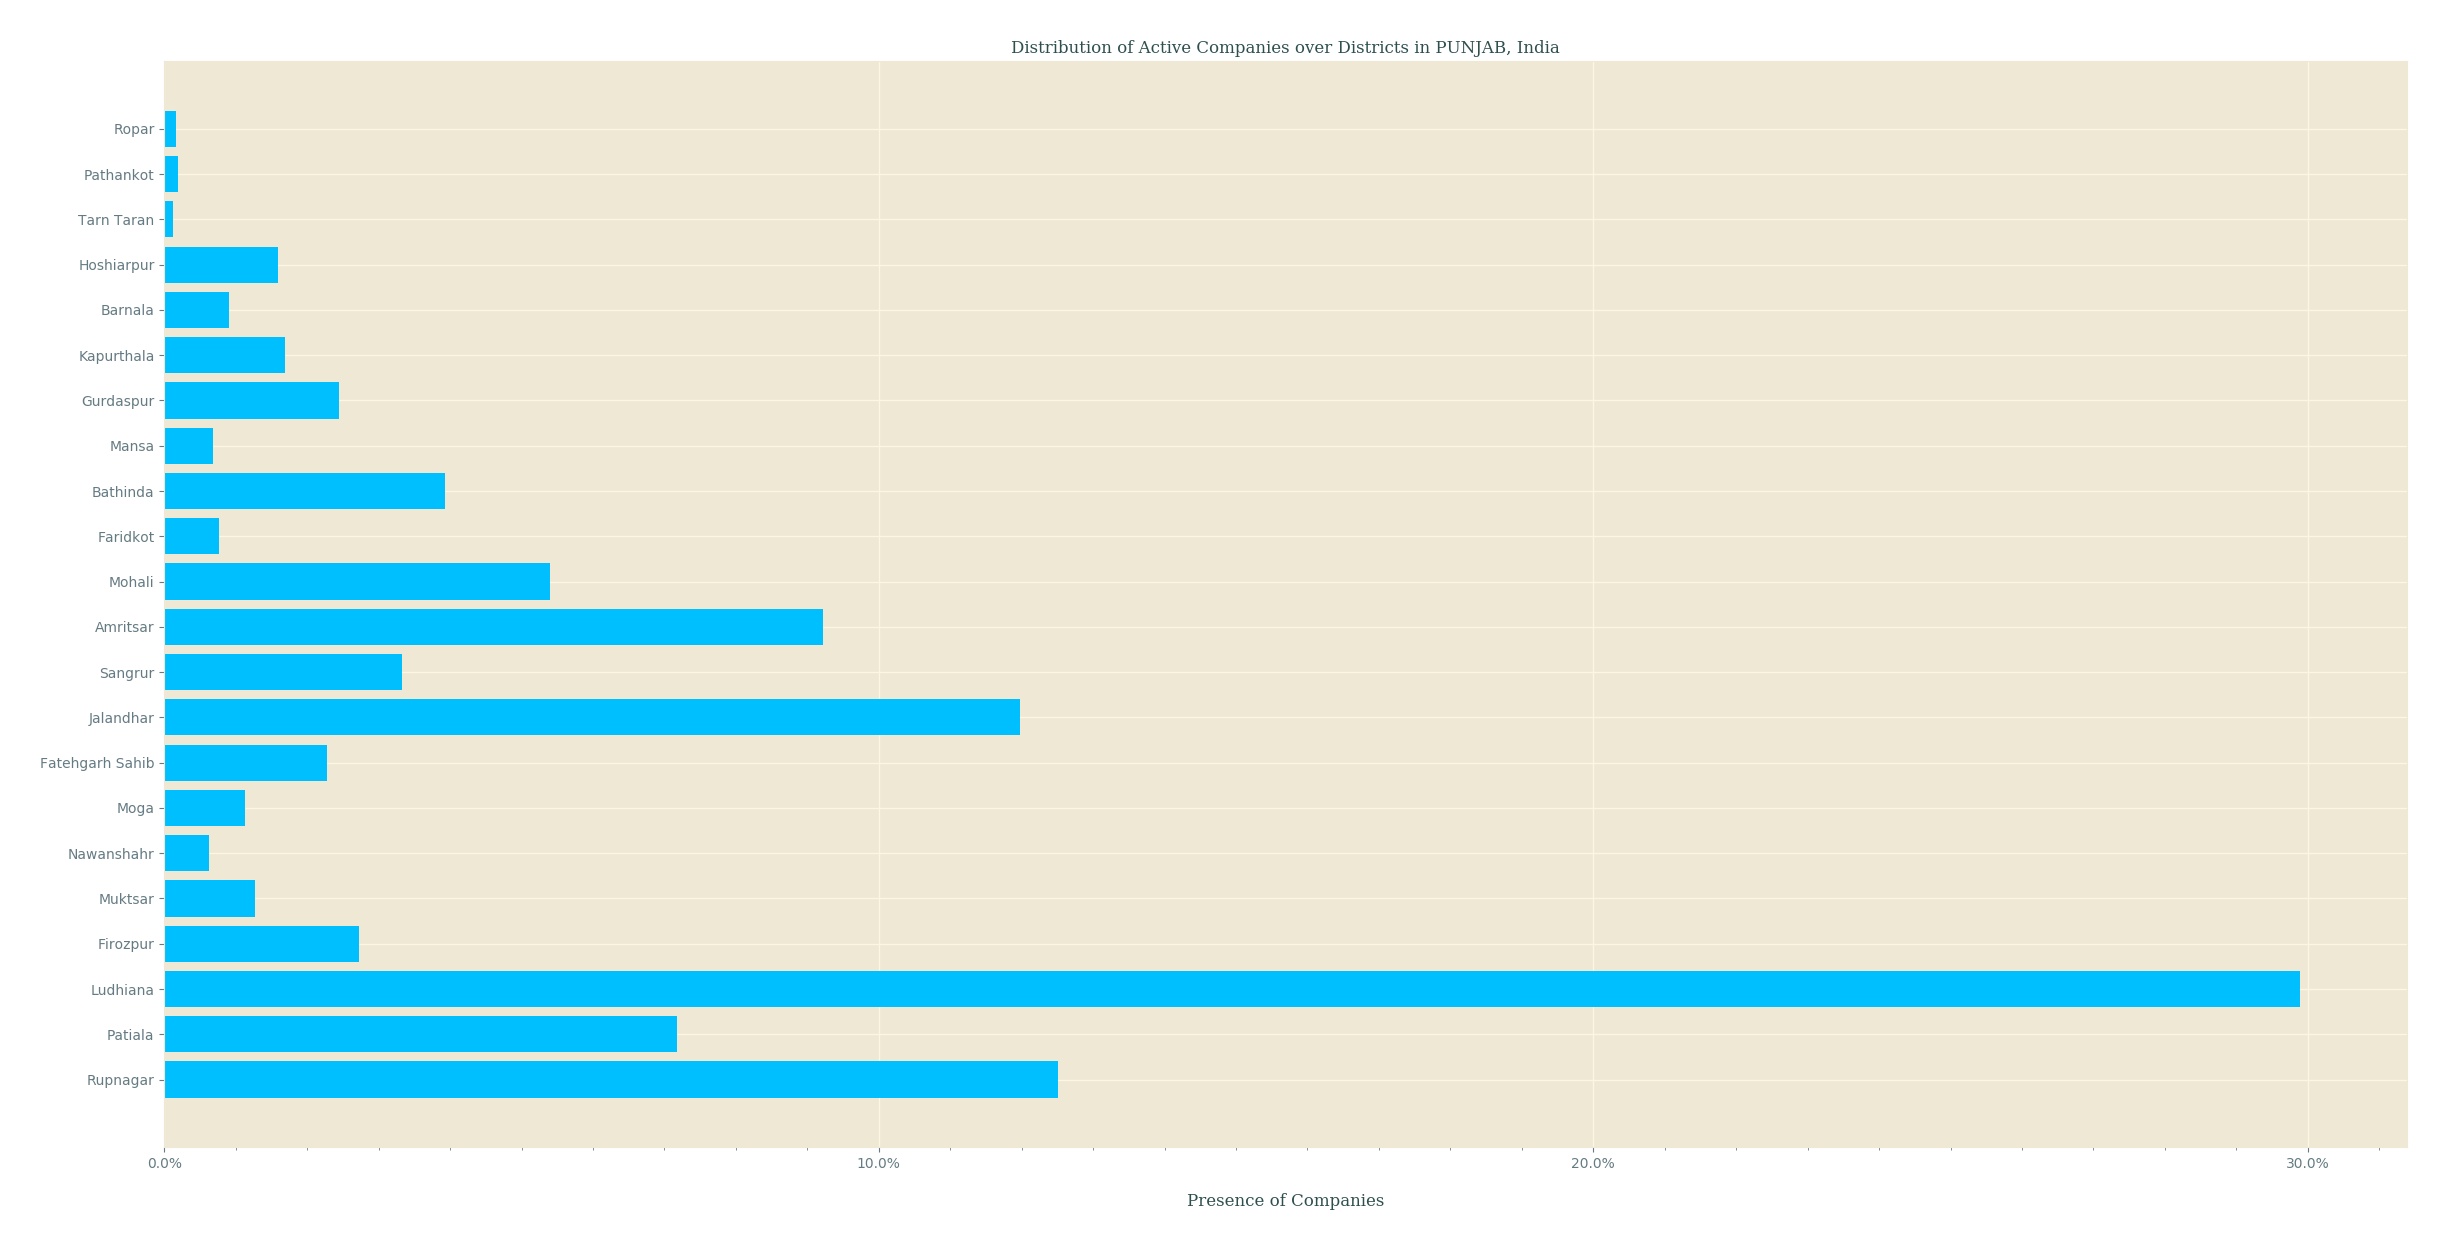 Distribution of Active Companies over Districts in PUNJAB, India
Ropar
Pathankot
Tarn Taran
Hoshiarpur
Barnala
Kapurthala
Gurdaspur
Mansa
Bathinda
Faridkot
Mohali
Amritsar
Sangrur
Jalandhar
Fatehgarh Sahib
Moga
Nawanshahr
Muktsar
Firozpur
Ludhiana
Patiala
Rupnagar
0.0% 10.0% 20.0% 30.0%
Presence of Companies